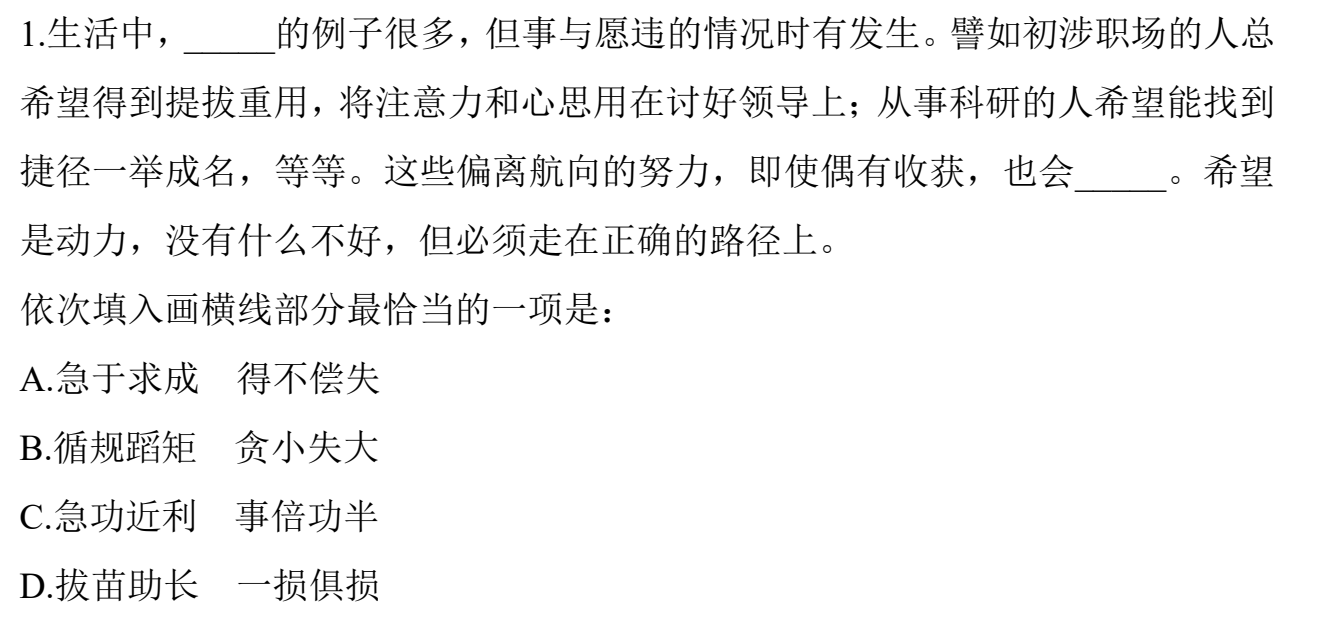 1.生活中，_____的例子很多，但事与愿违的情况时有发生。譬如初涉职场的人总
希望得到提拔重用，将注意力和心思用在讨好领导上；从事科研的人希望能找到
捷径一举成名，等等。这些偏离航向的努力，即使偶有收获，也会_____。希望
是动力，没有什么不好，但必须走在正确的路径上。
依次填入画横线部分最恰当的一项是：
A.急于求成　得不偿失
B.循规蹈矩　贪小失大
C.急功近利　事倍功半
D.拔苗助长　一损俱损